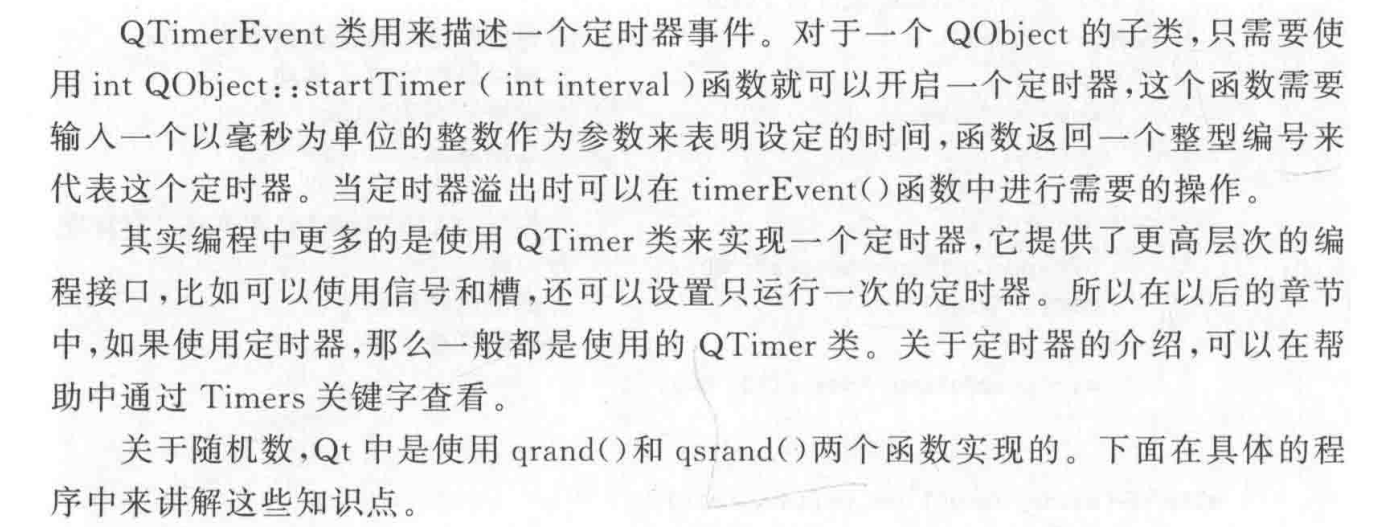 QTimerEvent 类用来描述一个定时器事件。对于一个 QObject 的子类,只需要使
用 int QObject::startTimer ( int interval )函数就可以开启一个定时器,这个函数需要
输入一个以毫秒为单位的整数作为参数来表明设定的时间,函数返回一个整型编号来
代表这个定时器。当定时器溢出时可以在 timerEvent()函数中进行需要的操作。
其实编程中更多的是使用 QTimer 类来实现一个定时器,它提供了更高层次的编
程接口,比如可以使用信号和槽,还可以设置只运行一次的定时器。所以在以后的章节
中,如果使用定时器,那么一般都是使用的 QTimer 类。关于定时器的介绍,可以在帮
助中通过 Timers 关键字查看。
关于随机数,Qt 中是使用 qrand()和 qsrand()两个函数实现的。下面在具体的程
序中来讲解这些知识点。